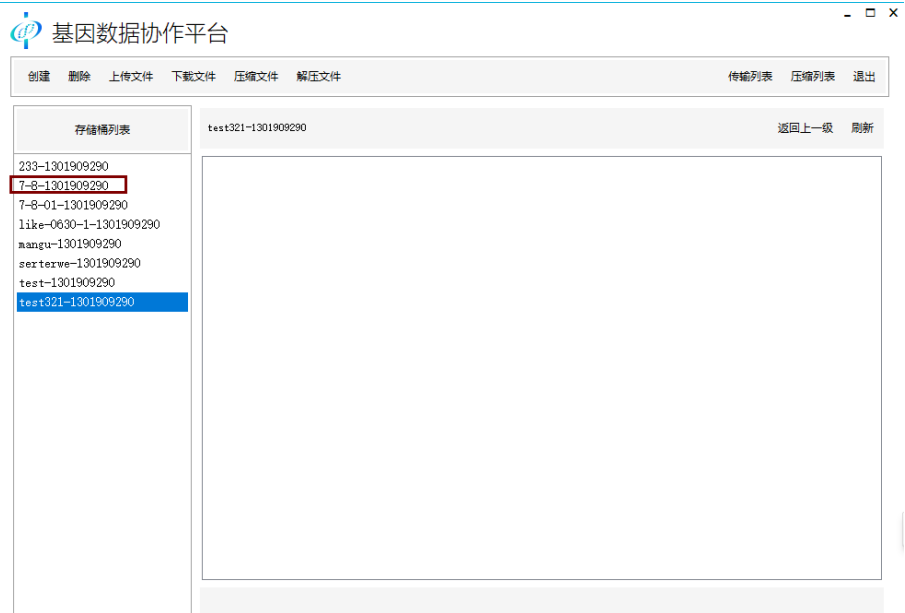 基因数据协作平台
创建 删除 上传文件 下载文件 压缩文件 解压文件 传输列表 压缩列表 退出
存储桶列表
test321-1301909290 返回上一级 刷新
233-1301909290
7-8-1301909290
7-8-01-1301909290
like-0630-1-1301909290
mangu-1301909290
serterwe-1301909290
test-1301909290
test321-1301909290